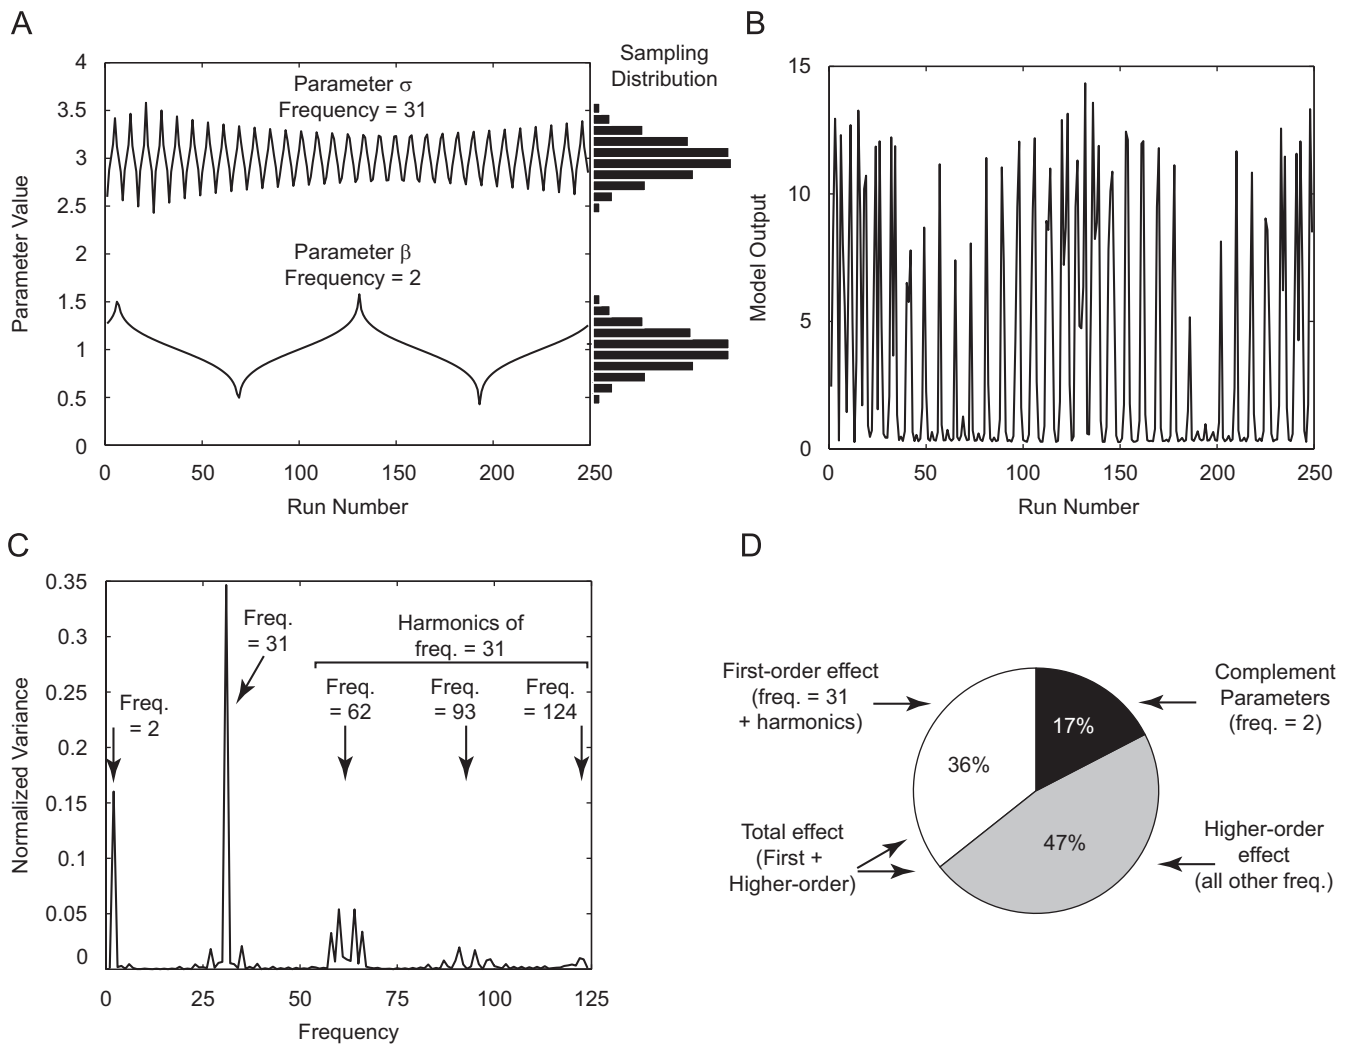 A
Sampling
Distribution
4
3.5
3
2.5
2
1.5
1
0.5
0
Parameter Value
Parameter σ
Frequency = 31
Parameter β
Frequency = 2
0
50
100
150
200
250
Run Number
B
15
10
5
0
Model Output
0
50
100
150
200
250
Run Number
C
0.35
0.3
0.25
0.2
0.15
0.1
0.05
0
Normalized Variance
Freq.
= 2
Freq.
= 31
Harmonics of
freq. = 31
Freq.
= 62
Freq.
= 93
Freq.
= 124
0
25
50
75
100
125
Frequency
D
First-order effect
(freq. = 31
+ harmonics)
Complement
Parameters
(freq. = 2)
17%
36%
47%
Total effect
(First +
Higher-order)
Higher-order
effect
(all other freq.)